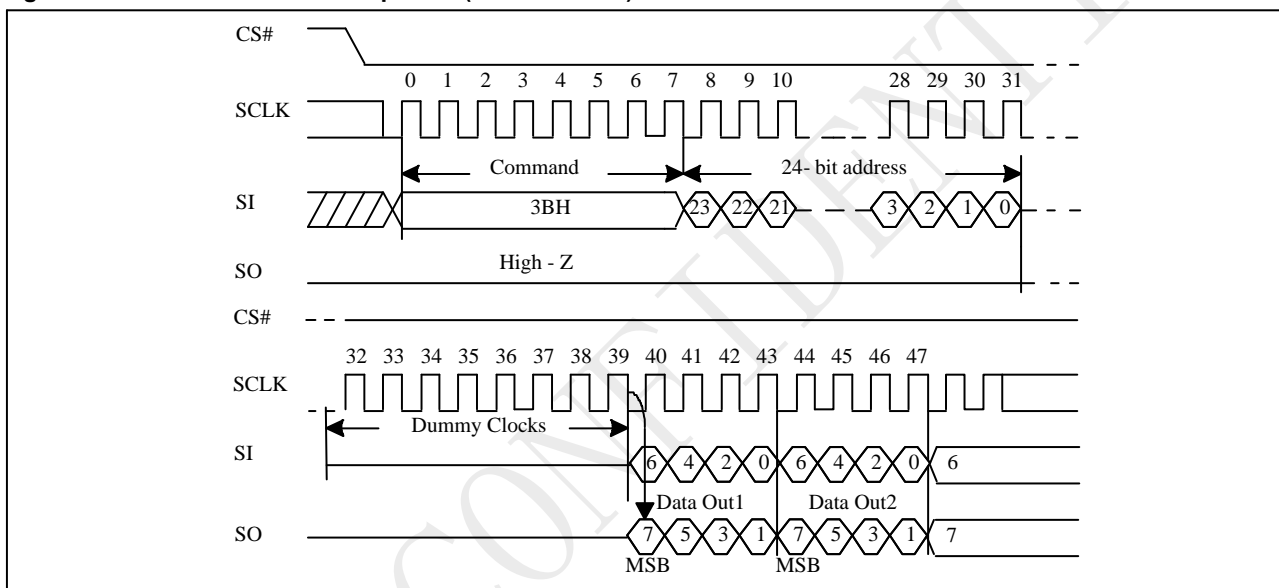 CS#
0 1 2 3 4 5 6 7 8 9 10 28 29 30 31
SCLK
Command 24- bit address
SI 3BH 23 22 21 3 2 1 0
SO High - Z
CS#
32 33 34 35 36 37 38 39 40 41 42 43 44 45 46 47
SCLK
Dummy Clocks
SI 6 4 2 0 6 4 2 0 6
Data Out1 Data Out2
SO 7 5 3 1 7 5 3 1 7
MSB MSB